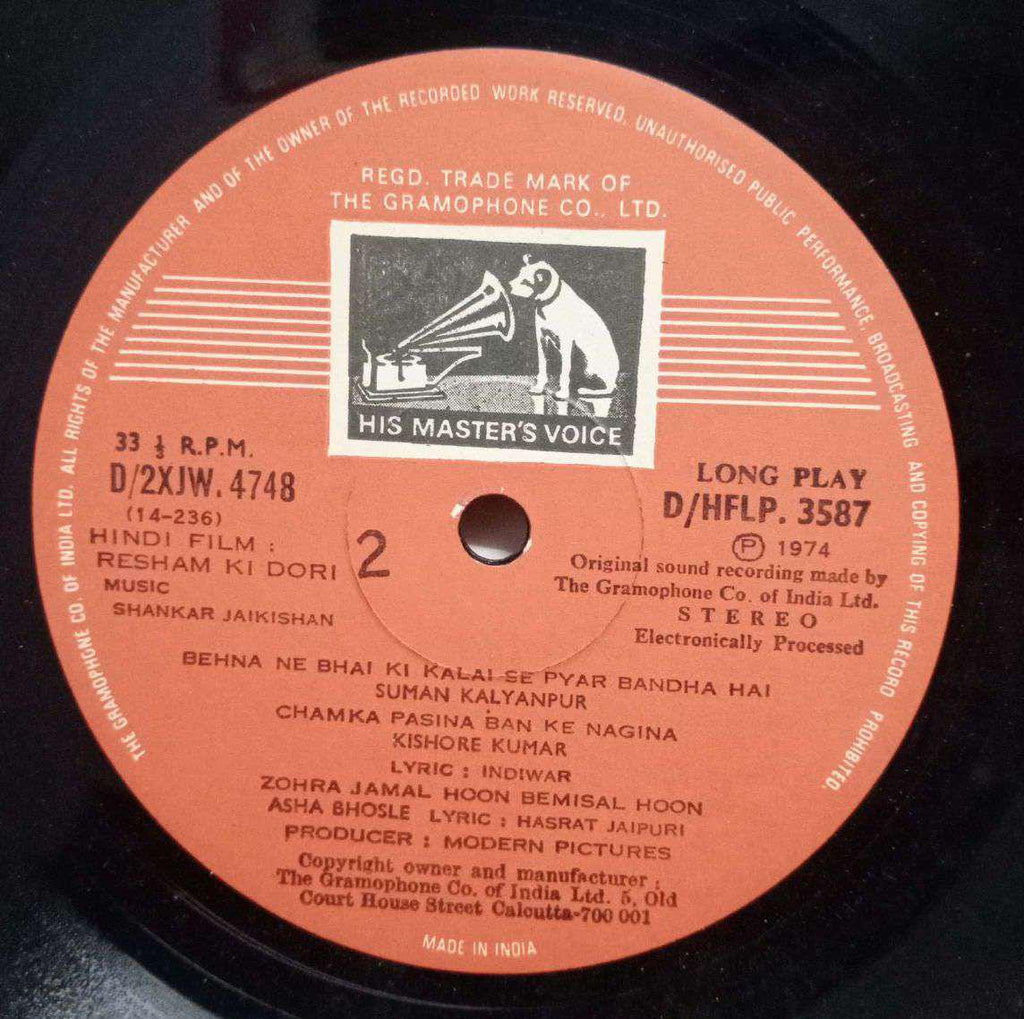 THE GRAMOPHONE CO. OF INDIA LTD. ALL RIGHTS OF THE MANUFACTURER AND OF THE OWNER OF THE RECORDED WORK RESERVED. UNAUTHORISED PUBLIC PERFORMANCE, BROADCASTING AND COPYING OF THIS RECORD PROHIBITED.
REGD. TRADE MARK OF
THE GRAMOPHONE CO., LTD.
HIS MASTER'S VOICE
33 ⅓ R.P.M.
D/2XJW. 4748
(14-236)
HINDI FILM :
RESHAM KI DORI
MUSIC
SHANKAR JAIKISHAN
2
LONG PLAY
D/HFLP. 3587
Ⓟ 1974
Original sound recording made by
The Gramophone Co. of India Ltd.
STEREO
Electronically Processed
BEHNA NE BHAI KI KALAI SE PYAR BANDHA HAI
SUMAN KALYANPUR
CHAMKA PASINA BAN KE NAGINA
KISHORE KUMAR
LYRIC : INDIWAR
ZOHRA JAMAL HOON BEMISAL HOON
ASHA BHOSLE LYRIC : HASRAT JAIPURI
PRODUCER : MODERN PICTURES
Copyright owner and manufacturer :
The Gramophone Co. of India Ltd. 5, Old
Court House Street Calcutta-700 001
MADE IN INDIA